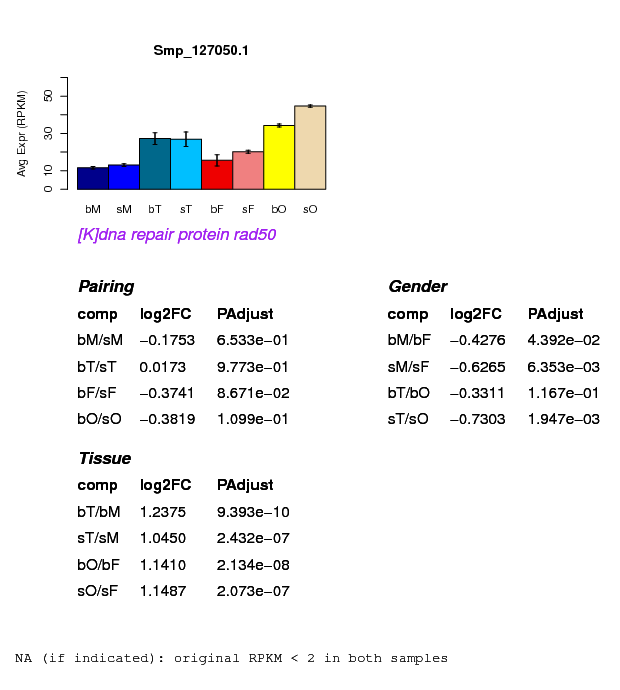 Smp_127050.1
Avg Expr (RPKM)
50
30
10
0
bM sM bT sT bF sF bO sO
[K]dna repair protein rad50
Pairing
comp log2FC PAdjust
bM/sM −0.1753 6.533e−01
bT/sT 0.0173 9.773e−01
bF/sF −0.3741 8.671e−02
bO/sO −0.3819 1.099e−01
Gender
comp log2FC PAdjust
bM/bF −0.4276 4.392e−02
sM/sF −0.6265 6.353e−03
bT/bO −0.3311 1.167e−01
sT/sO −0.7303 1.947e−03
Tissue
comp log2FC PAdjust
bT/bM 1.2375 9.393e−10
sT/sM 1.0450 2.432e−07
bO/bF 1.1410 2.134e−08
sO/sF 1.1487 2.073e−07
NA (if indicated): original RPKM < 2 in both samples